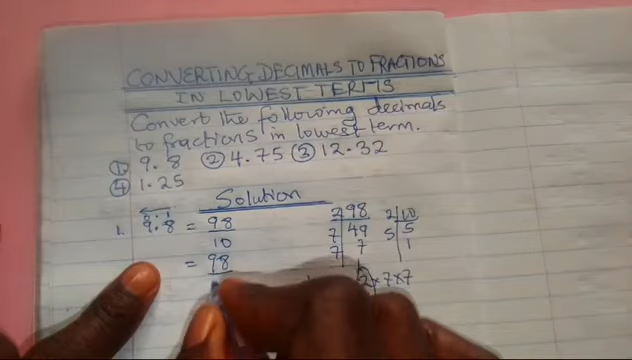 CONVERTING DECIMALS TO FRACTIONS
IN LOWEST TERMS
Convert the following decimals
to fractions in lowest term.
① 9.8 ② 4.75 ③ 12.32
④ 1.25
Solution
1. 9.8 = 98
10
= 98
2 98
7 49
7 7
2 10
5 5
1
2×7×7